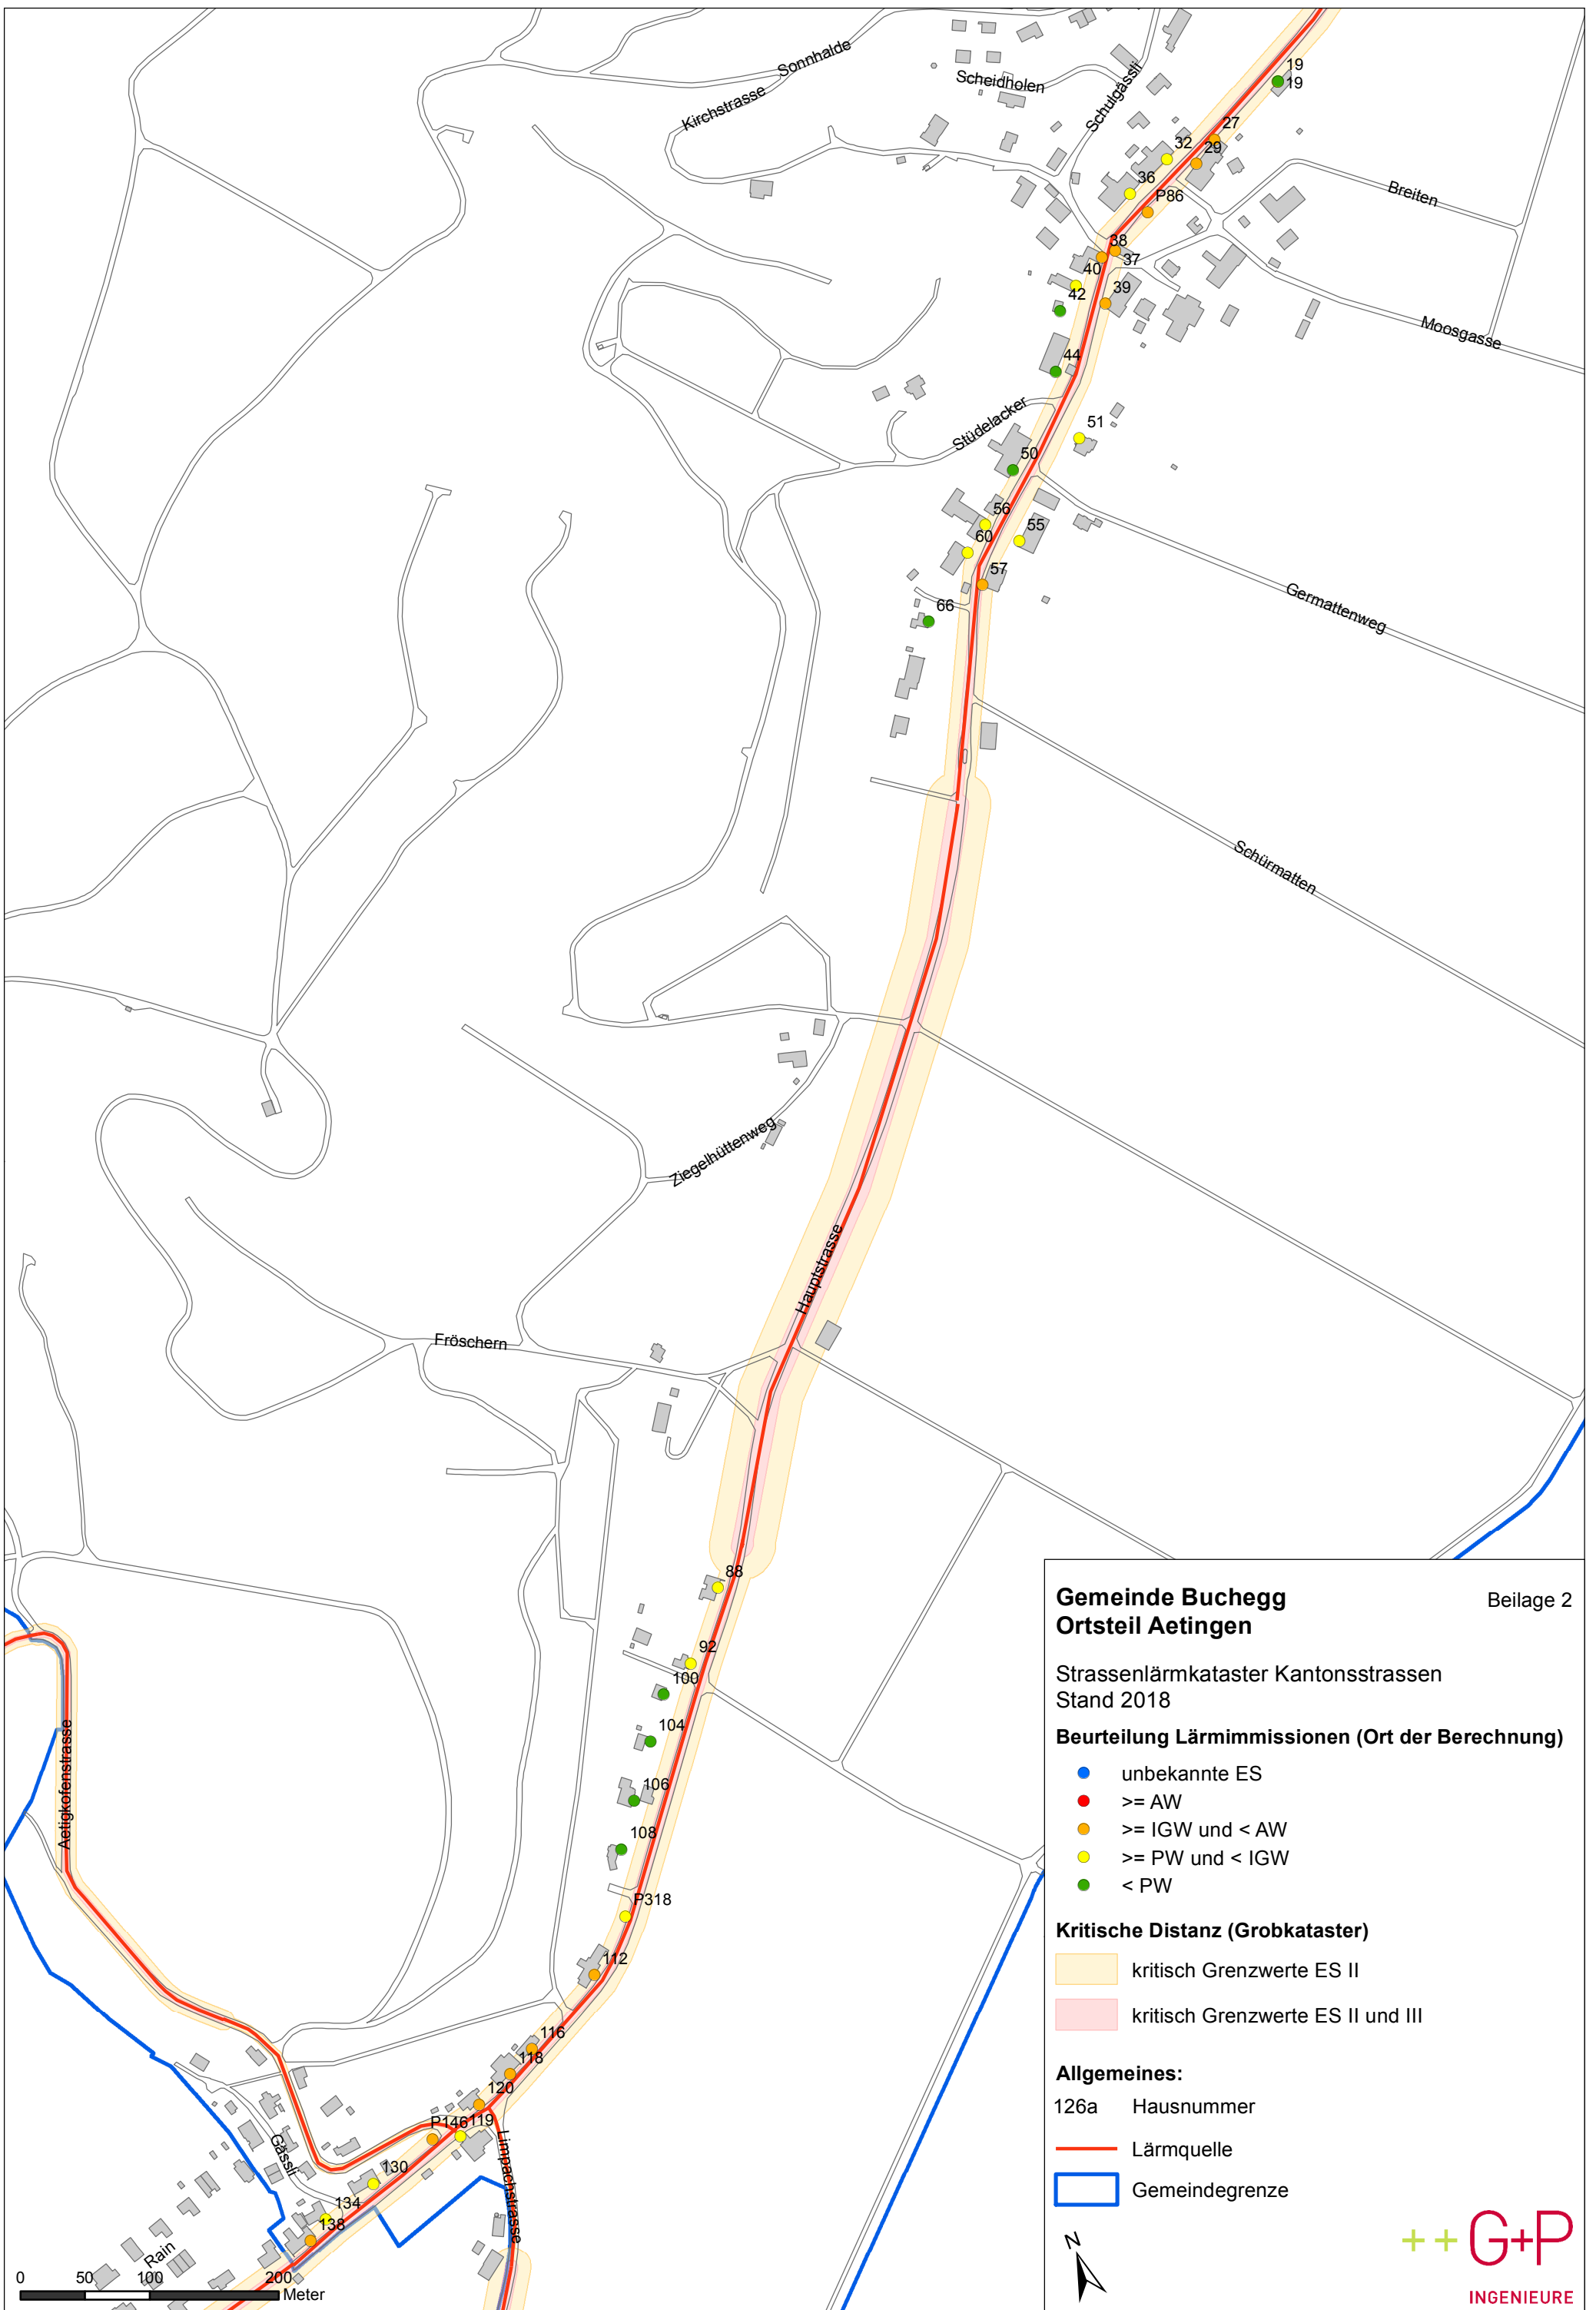 Sonnhalde
Kirchstrasse
Scheidholen
Schulgässli
19
19
27
32
29
36
P86
Breiten
38
37
40
42
39
Moosgasse
44
Stüdelacker
51
50
56
55
60
57
Germattenweg
66
Schürmatten
Ziegelhüttenweg
Hauptstrasse
Fröschern
88
92
100
104
106
108
P318
112
116
118
120
P146
119
130
134
138
Aetigkofenstrasse
Gässli
Limpachstrasse
Rain
0 50 100 200
Meter
Gemeinde Buchegg
Beilage 2
Ortsteil Aetingen
Strassenlärmkataster Kantonsstrassen
Stand 2018
Beurteilung Lärmimmissionen (Ort der Berechnung)
unbekannte ES
>= AW
>= IGW und < AW
>= PW und < IGW
< PW
Kritische Distanz (Grobkataster)
kritisch Grenzwerte ES II
kritisch Grenzwerte ES II und III
Allgemeines:
126a Hausnummer
Lärmquelle
Gemeindegrenze
N
++G+P
INGENIEURE